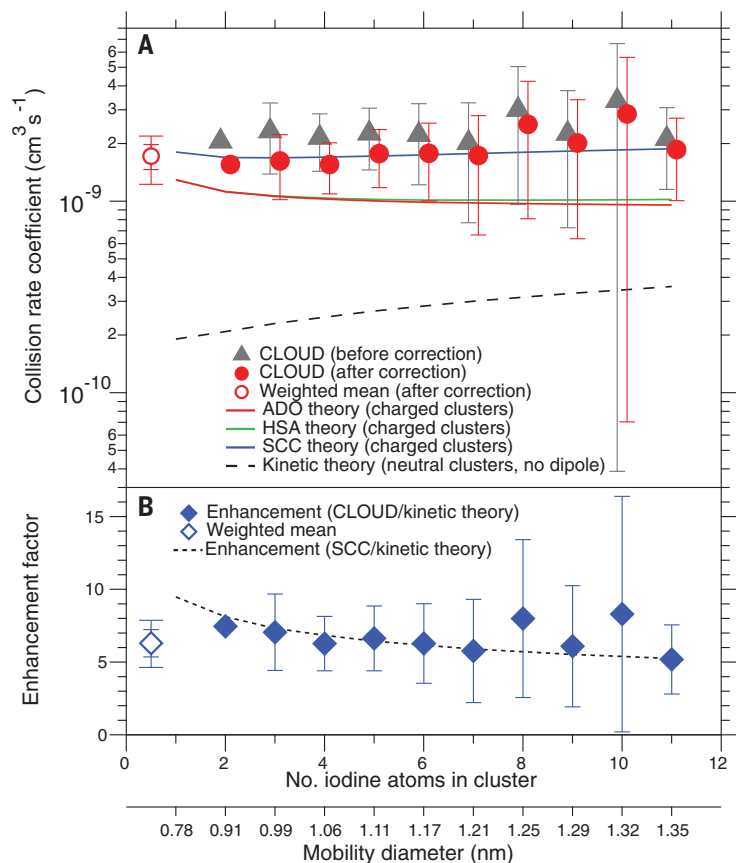 A
6
5
4
3
2
10⁻⁹
6
5
4
3
2
10⁻¹⁰
6
5
4
3
Collision rate coefficient (cm³ s⁻¹)
CLOUD (before correction)
CLOUD (after correction)
Weighted mean (after correction)
ADO theory (charged clusters)
HSA theory (charged clusters)
SCC theory (charged clusters)
Kinetic theory (neutral clusters, no dipole)
B
15
10
5
0
Enhancement factor
Enhancement (CLOUD/kinetic theory)
Weighted mean
Enhancement (SCC/kinetic theory)
0 2 4 6 8 10 12
No. iodine atoms in cluster
0.78 0.91 0.99 1.06 1.11 1.17 1.21 1.25 1.29 1.32 1.35
Mobility diameter (nm)